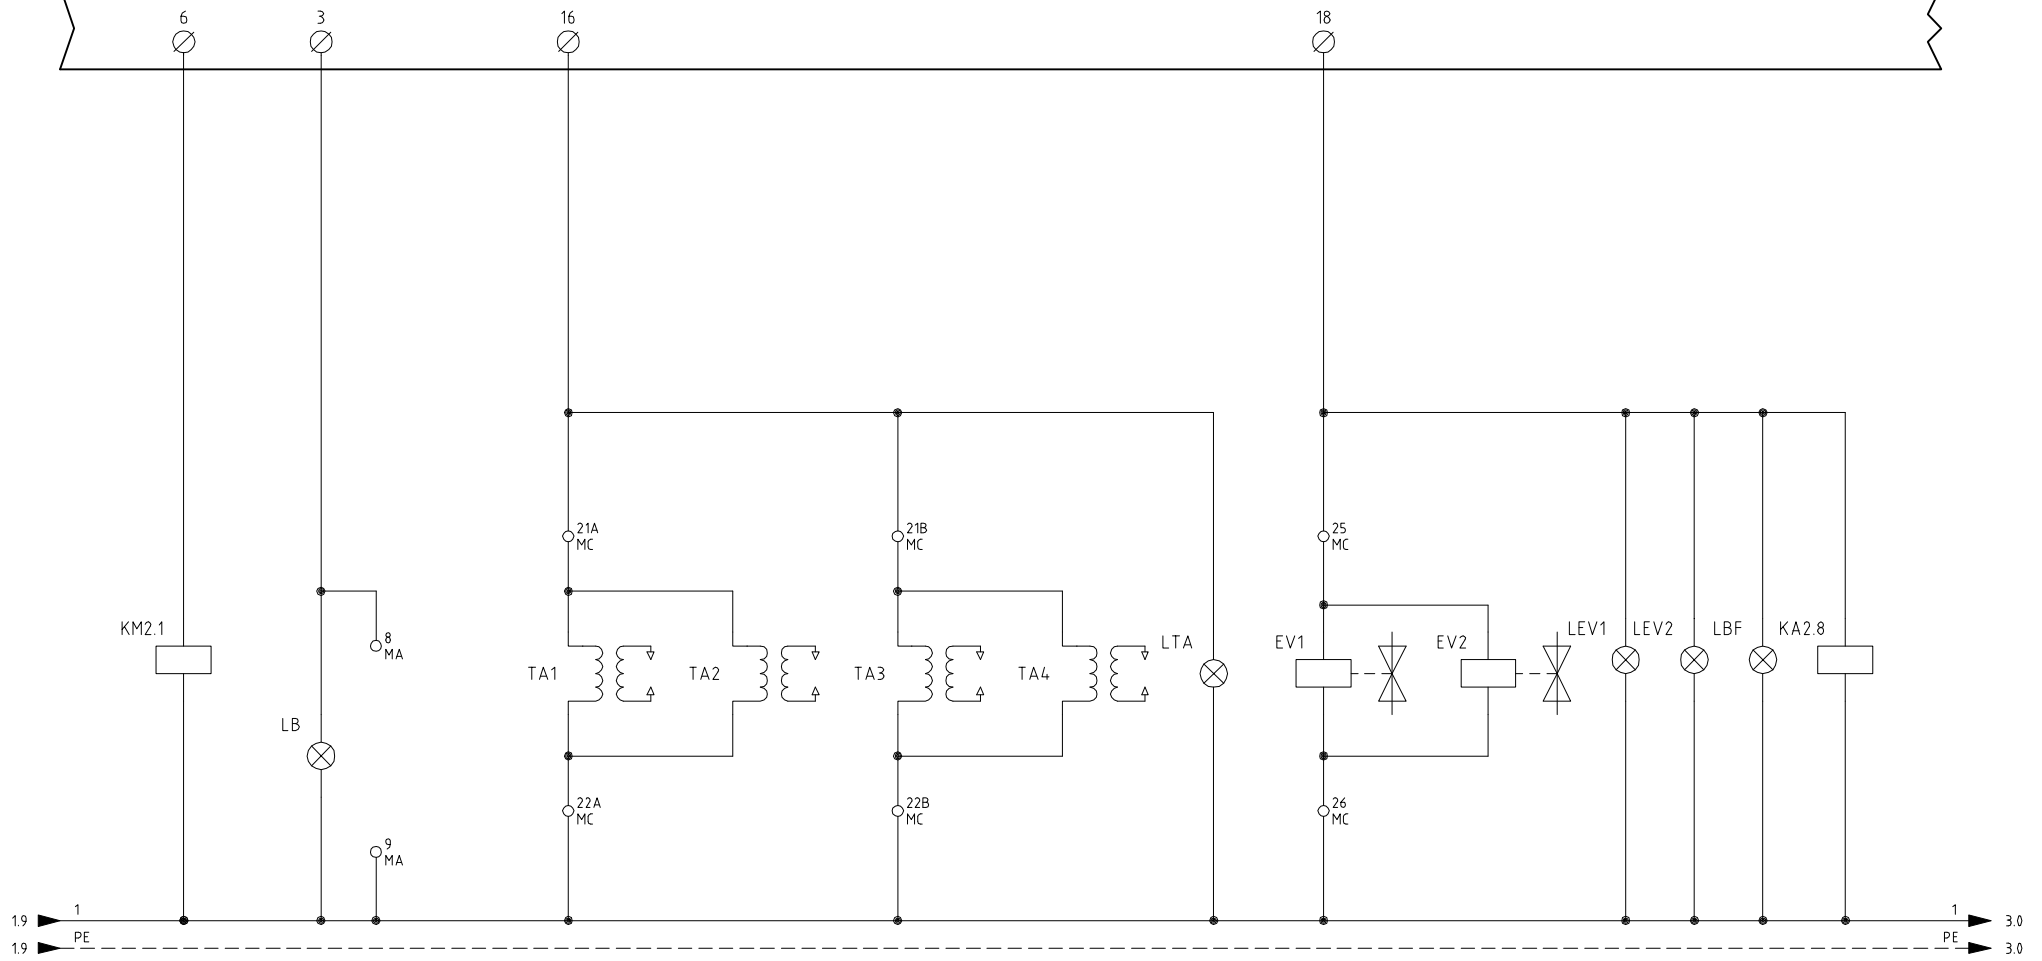 6
3
16
18
21A
MC
21B
MC
25
MC
KM2.1
8
MA
TA1
TA2
TA3
TA4
LTA
EV1
EV2
LEV1
LEV2
LBF
KA2.8
LB
22A
MC
22B
MC
26
MC
9
MA
1.9
1
1
3.0
1.9
PE
PE
3.0